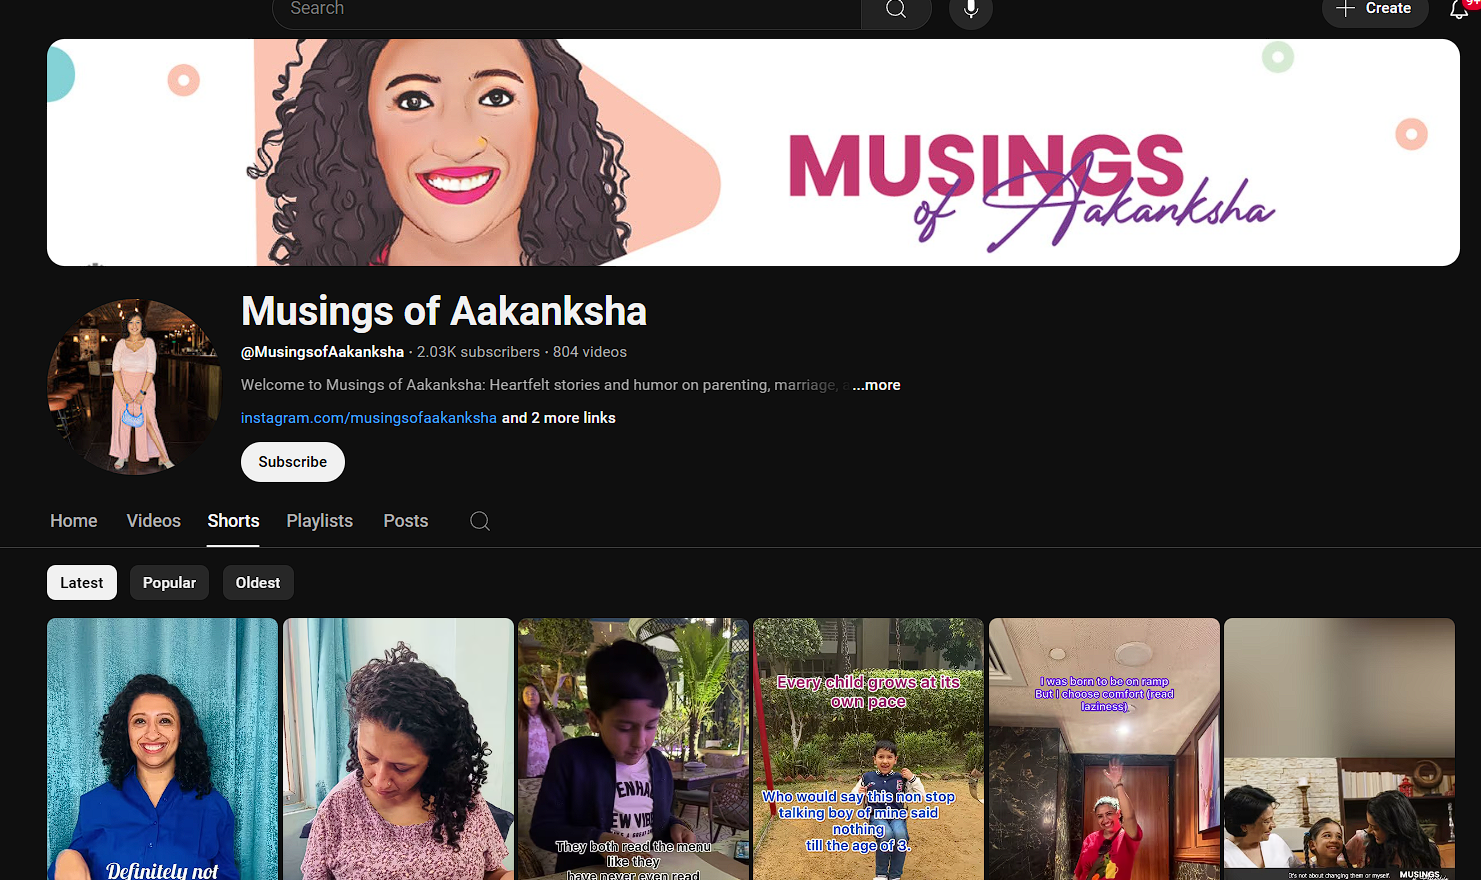 Search
Create
9+
MUSINGS
of Aakanksha
Musings of Aakanksha
@MusingsofAakanksha · 2.03K subscribers · 804 videos
Welcome to Musings of Aakanksha: Heartfelt stories and humor on parenting, marriage, a ...more
instagram.com/musingsofaakanksha and 2 more links
Subscribe
Home Videos Shorts Playlists Posts
Latest Popular Oldest
Definitely not
They both read the menu
like they
have never even read
Every child grows at its
own pace
Who would say this non stop
talking boy of mine said
nothing
till the age of 3.
I was born to be on ramp
But I choose comfort (read
laziness)
It's not about changing them or myself.
MUSINGS